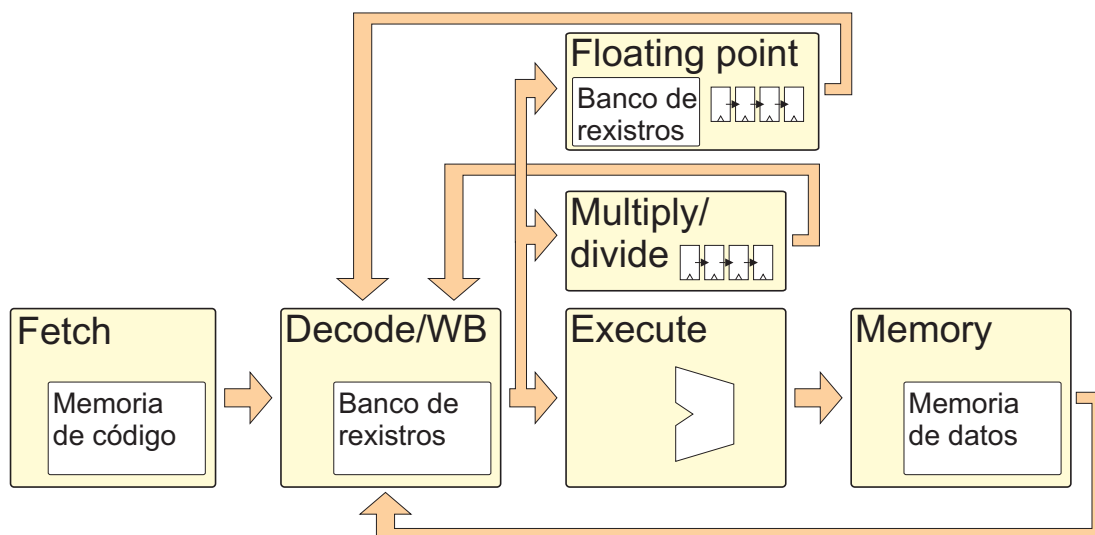 Floating point
Banco de
rexistros
Multiply/
divide
Fetch
Memoria
de código
Decode/WB
Banco de
rexistros
Execute
Memory
Memoria
de datos